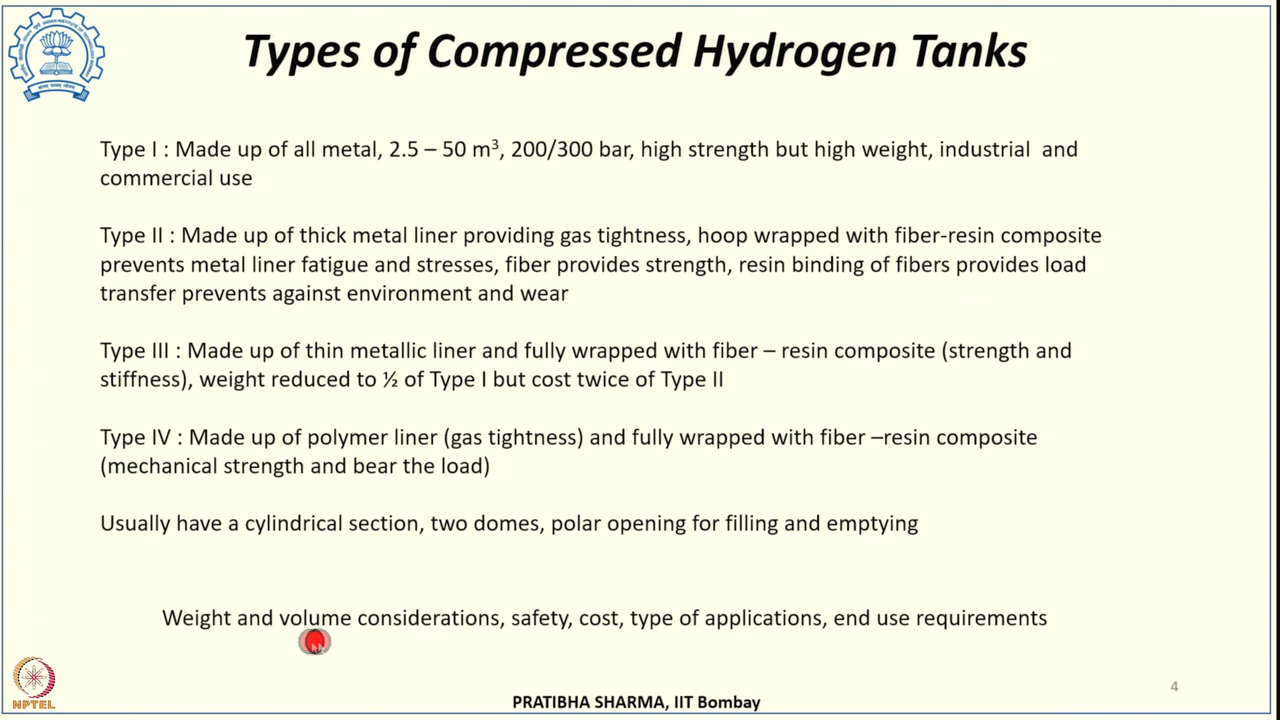 Types of Compressed Hydrogen Tanks
Type I : Made up of all metal, 2.5 – 50 m³, 200/300 bar, high strength but high weight, industrial and
commercial use
Type II : Made up of thick metal liner providing gas tightness, hoop wrapped with fiber-resin composite
prevents metal liner fatigue and stresses, fiber provides strength, resin binding of fibers provides load
transfer prevents against environment and wear
Type III : Made up of thin metallic liner and fully wrapped with fiber – resin composite (strength and
stiffness), weight reduced to ½ of Type I but cost twice of Type II
Type IV : Made up of polymer liner (gas tightness) and fully wrapped with fiber –resin composite
(mechanical strength and bear the load)
Usually have a cylindrical section, two domes, polar opening for filling and emptying
Weight and volume considerations, safety, cost, type of applications, end use requirements
4
NPTEL
PRATIBHA SHARMA, IIT Bombay